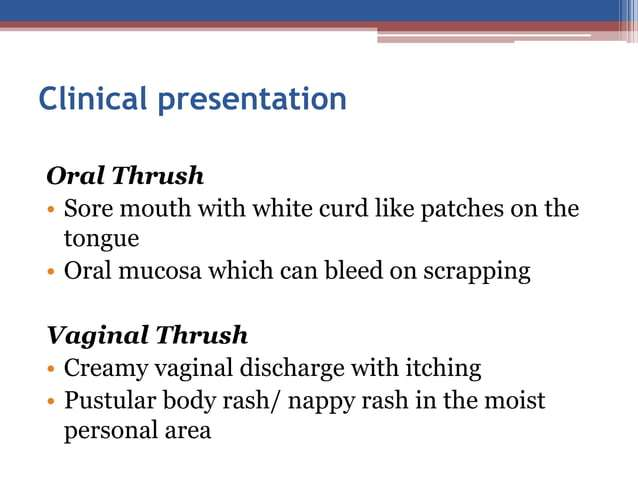 Clinical presentation
Oral Thrush
• Sore mouth with white curd like patches on the
tongue
• Oral mucosa which can bleed on scrapping
Vaginal Thrush
• Creamy vaginal discharge with itching
• Pustular body rash/ nappy rash in the moist
personal area